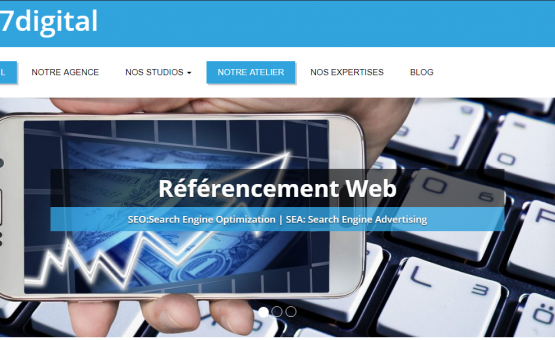 7digital
L NOTRE AGENCE NOS STUDIOS NOTRE ATELIER NOS EXPERTISES BLOG
Référencement Web
SEO:Search Engine Optimization | SEA: Search Engine Advertising
O
L
Ö